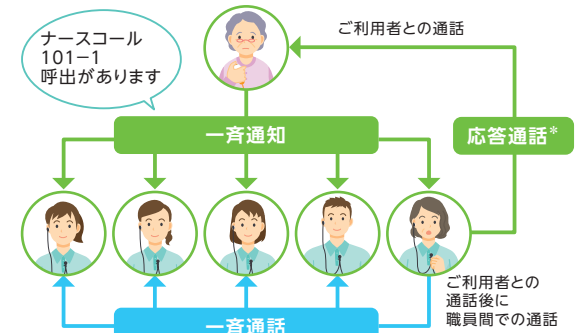 ナースコール
101−1
呼出があります
ご利用者との通話
一斉通知
応答通話*
ご利用者との
通話後に
職員間での通話
一斉通話